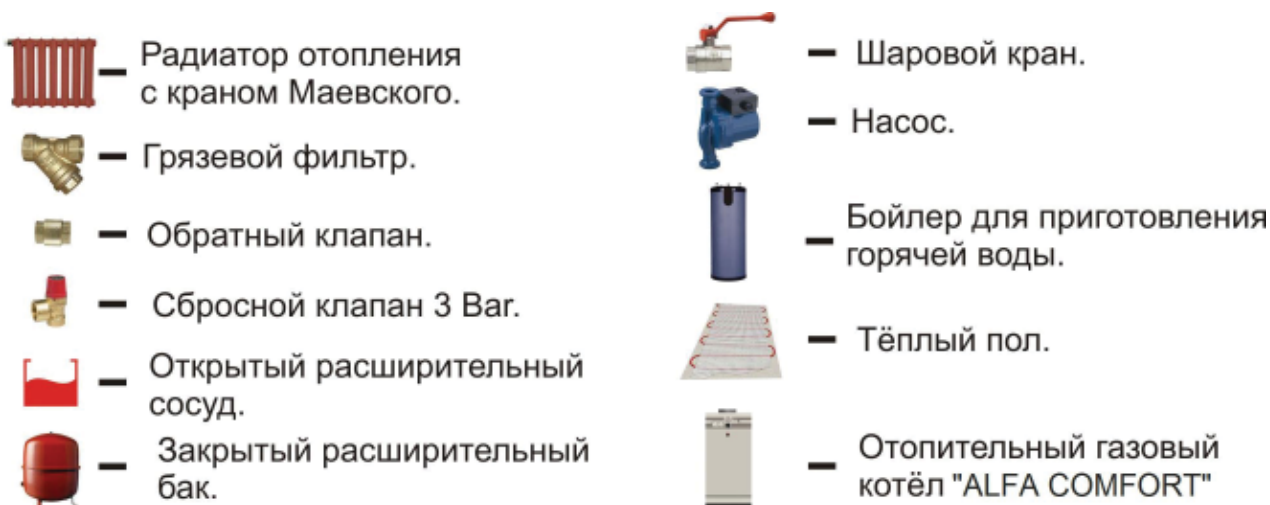 Радиатор отопления
с краном Маевского.
Грязевой фильтр.
Обратный клапан.
Сбросной клапан 3 Bar.
Открытый расширительный
сосуд.
Закрытый расширительный
бак.
Шаровой кран.
Насос.
Бойлер для приготовления
горячей воды.
Тёплый пол.
Отопительный газовый
котёл "ALFA COMFORT"